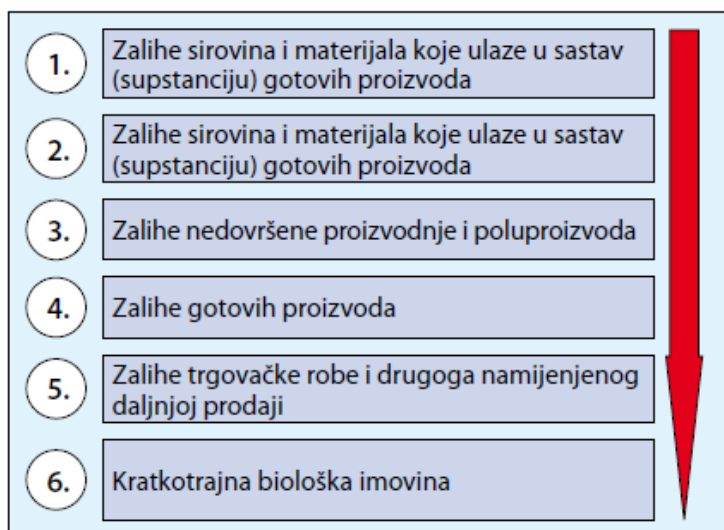 1. Zalihe sirovina i materijala koje ulaze u sastav
(supstanciju) gotovih proizvoda
2. Zalihe sirovina i materijala koje ulaze u sastav
(supstanciju) gotovih proizvoda
3. Zalihe nedovršene proizvodnje i poluproizvoda
4. Zalihe gotovih proizvoda
5. Zalihe trgovačke robe i drugoga namijenjenog
daljnjoj prodaji
6. Kratkotrajna biološka imovina